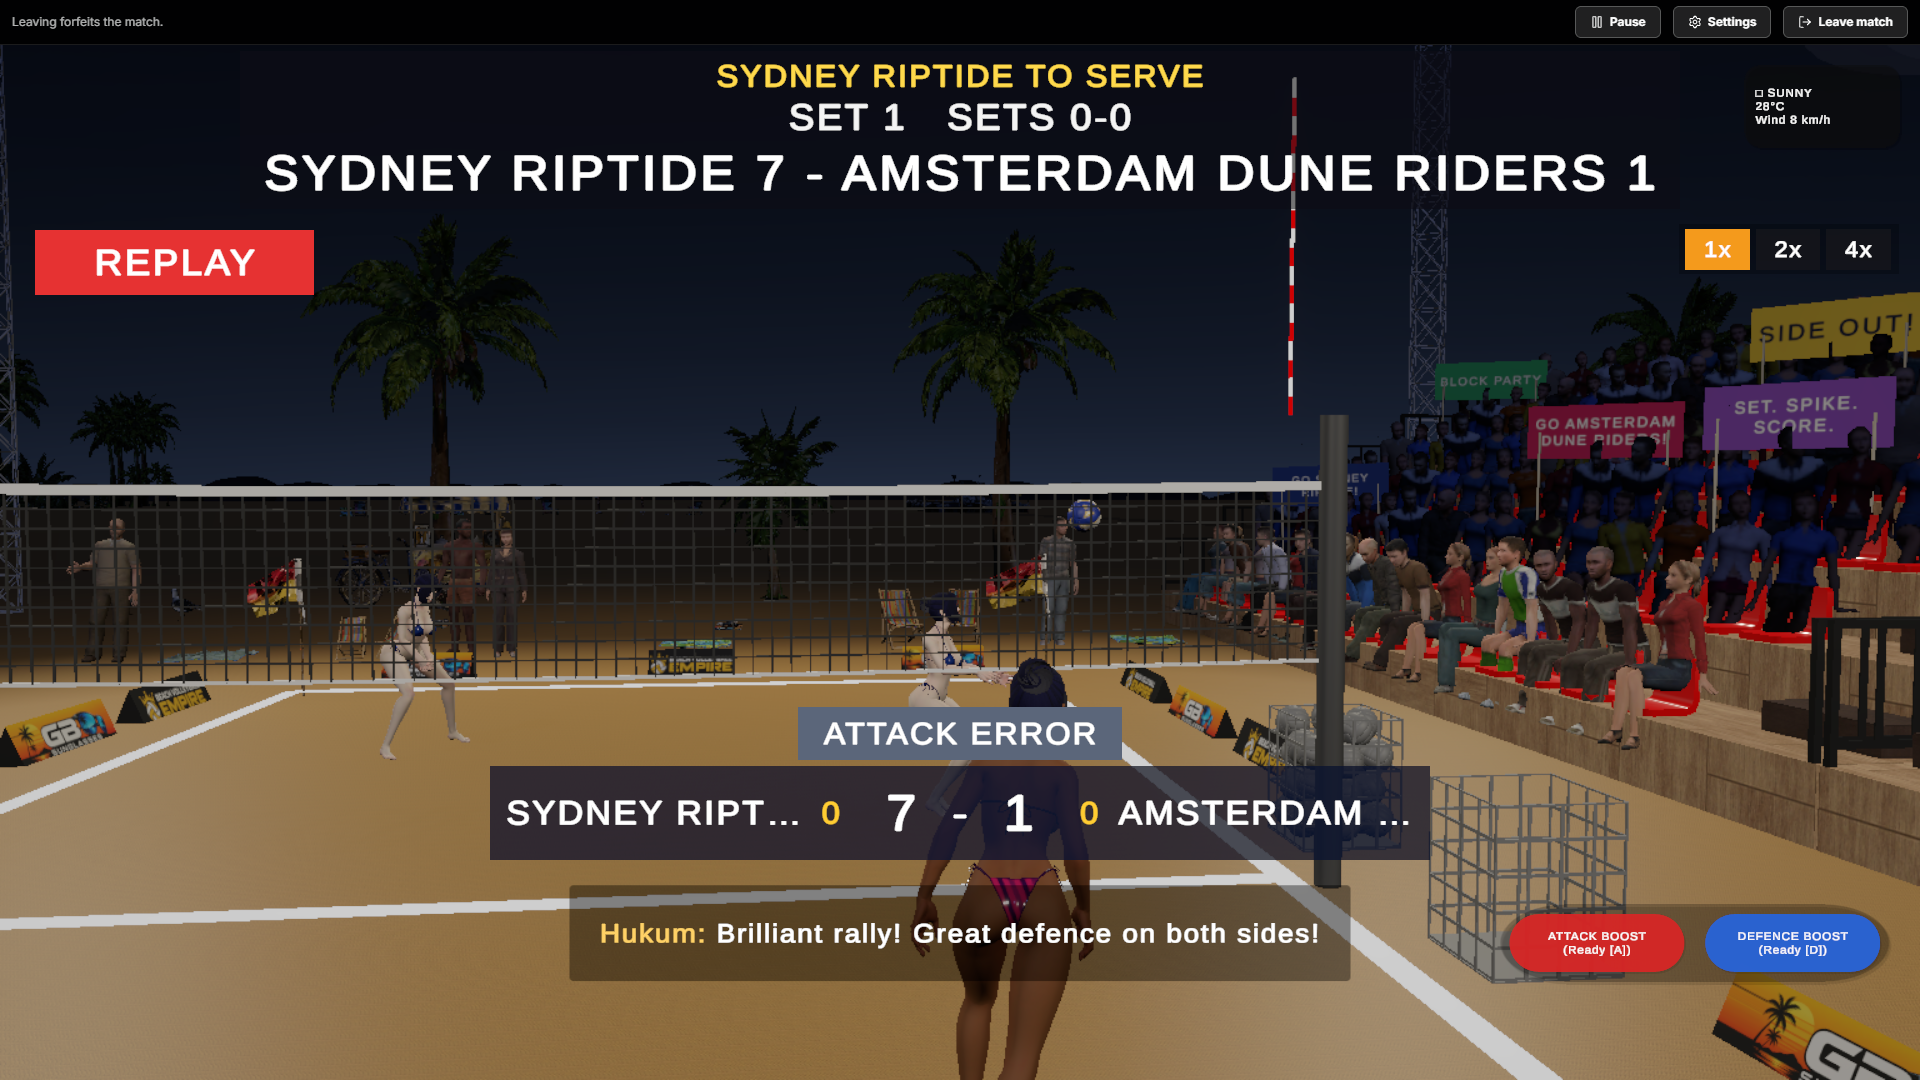 Leaving forfeits the match.
Pause
Settings
Leave match
SYDNEY RIPTIDE TO SERVE
SET 1 SETS 0-0
SYDNEY RIPTIDE 7 - AMSTERDAM DUNE RIDERS 1
SUNNY
28°C
Wind 8 km/h
REPLAY
1x
2x
4x
SIDE OUT!
BLOCK PARTY
SET. SPIKE.
SCORE.
GO AMSTERDAM
DUNE RIDERS!
EMPIRE
EMPIRE
ATTACK ERROR
SYDNEY RIPT... 0 7 - 1 0 AMSTERDAM ...
Hukum: Brilliant rally! Great defence on both sides!
ATTACK BOOST
(Ready [A])
DEFENCE BOOST
(Ready [D])